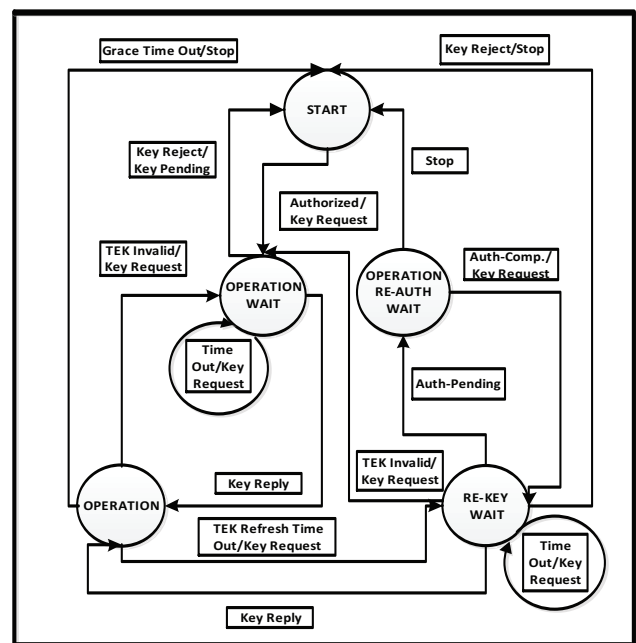 Grace Time Out/Stop
Key Reject/Stop
START
Key Reject/
Key Pending
Stop
Authorized/
Key Request
TEK Invalid/
Key Request
OPERATION
WAIT
OPERATION
RE-AUTH
WAIT
Auth-Comp./
Key Request
Time
Out/Key
Request
Auth-Pending
Key Reply
TEK Invalid/
Key Request
OPERATION
RE-KEY
WAIT
TEK Refresh Time
Out/Key Request
Time
Out/Key
Request
Key Reply